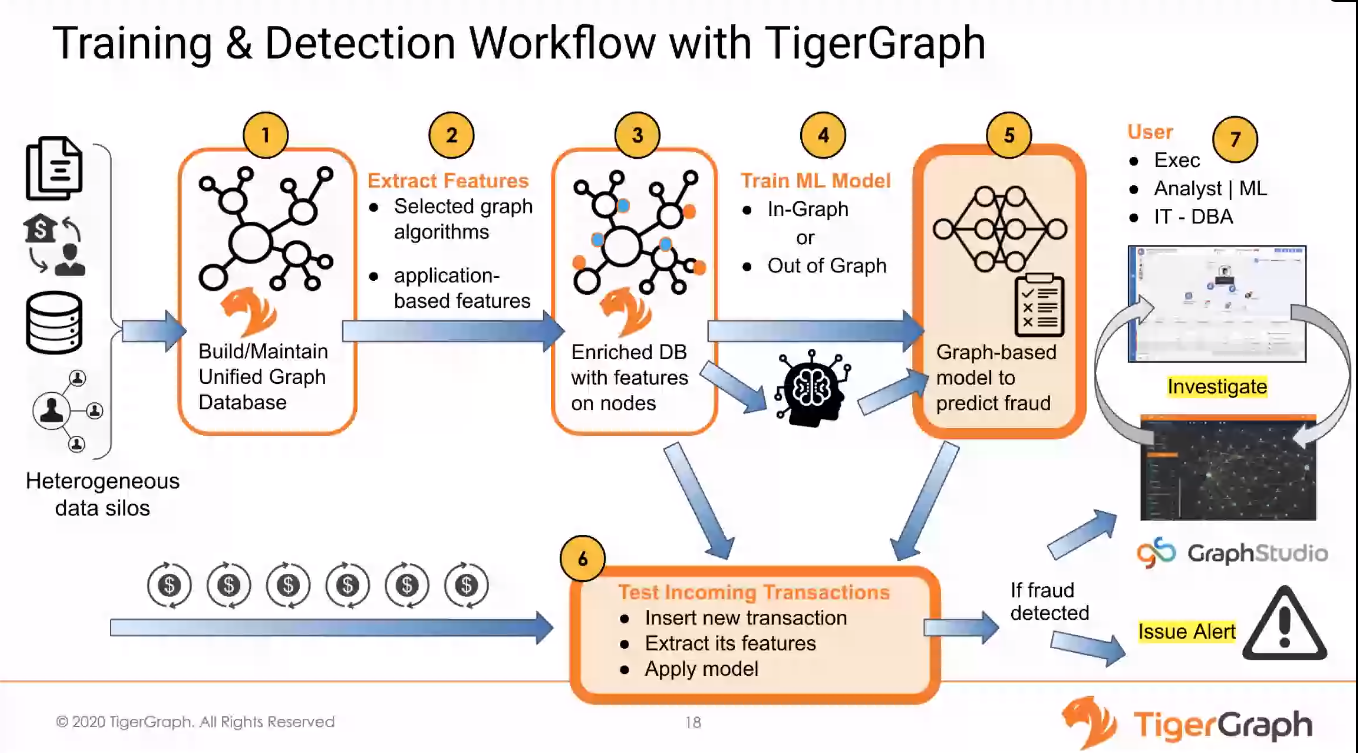 Training & Detection Workflow with TigerGraph
1
2
3
4
5
7
Extract Features
● Selected graph
algorithms
● application-
based features
Train ML Model
● In-Graph
or
● Out of Graph
User
● Exec
● Analyst | ML
● IT - DBA
Build/Maintain
Unified Graph
Database
Enriched DB
with features
on nodes
Graph-based
model to
predict fraud
Investigate
Heterogeneous
data silos
GraphStudio
6
Test Incoming Transactions
● Insert new transaction
● Extract its features
● Apply model
If fraud
detected
Issue Alert
© 2020 TigerGraph. All Rights Reserved
18
TigerGraph